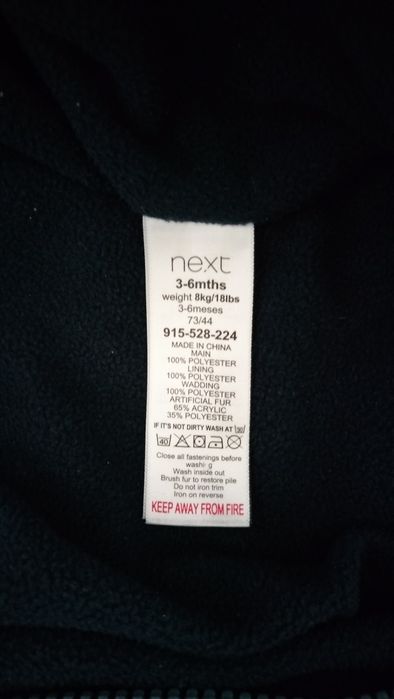 next
3-6mths
weight 8kg/18lbs
3-6meses
73/44
915-528-224
MADE IN CHINA
MAIN
100% POLYESTER
LINING
100% POLYESTER
WADDING
100% POLYESTER
ARTIFICIAL FUR
65% ACRYLIC
35% POLYESTER
IF IT'S NOT DIRTY WASH AT 30
40
Close all fastenings before
washing
Wash inside out
Brush fur to restore pile
Do not iron trim
Iron on reverse
KEEP AWAY FROM FIRE